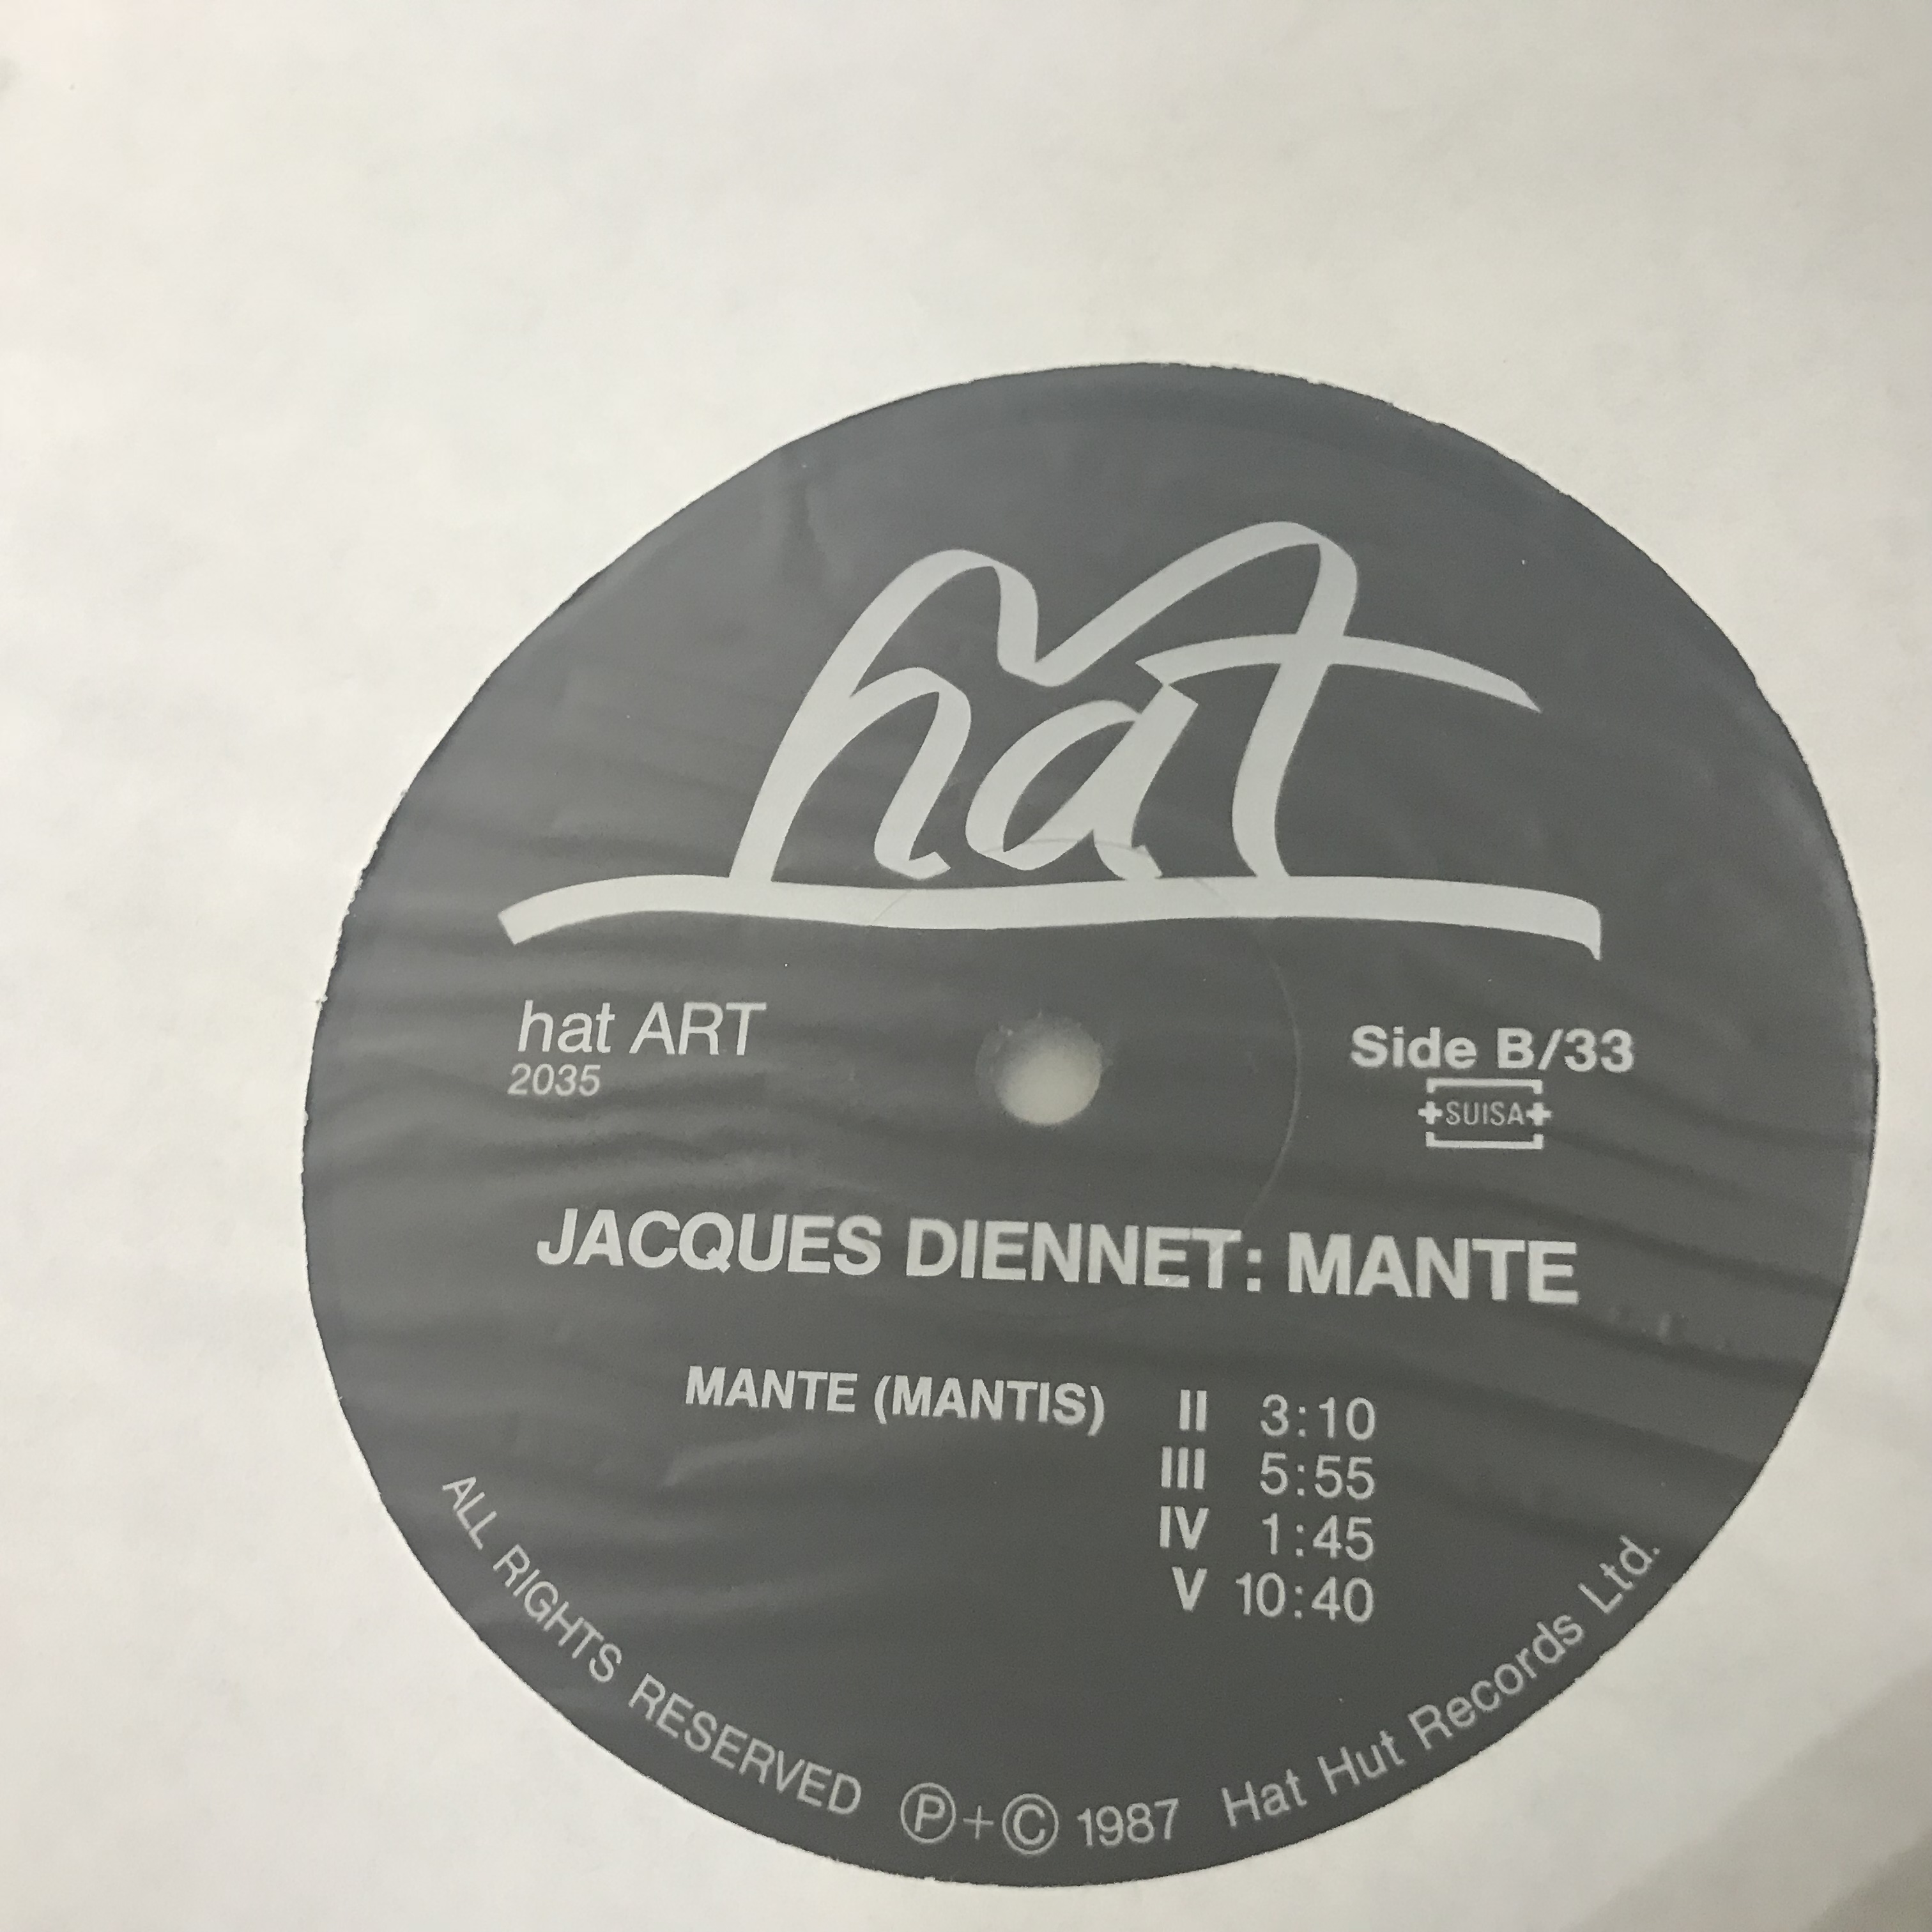 hat
hat ART
2035
Side B/33
SUISA
JACQUES DIENNET: MANTE
MANTE (MANTIS) II 3:10
III 5:55
IV 1:45
V 10:40
ALL RIGHTS RESERVED Ⓟ+© 1987 Hat Hut Records Ltd.